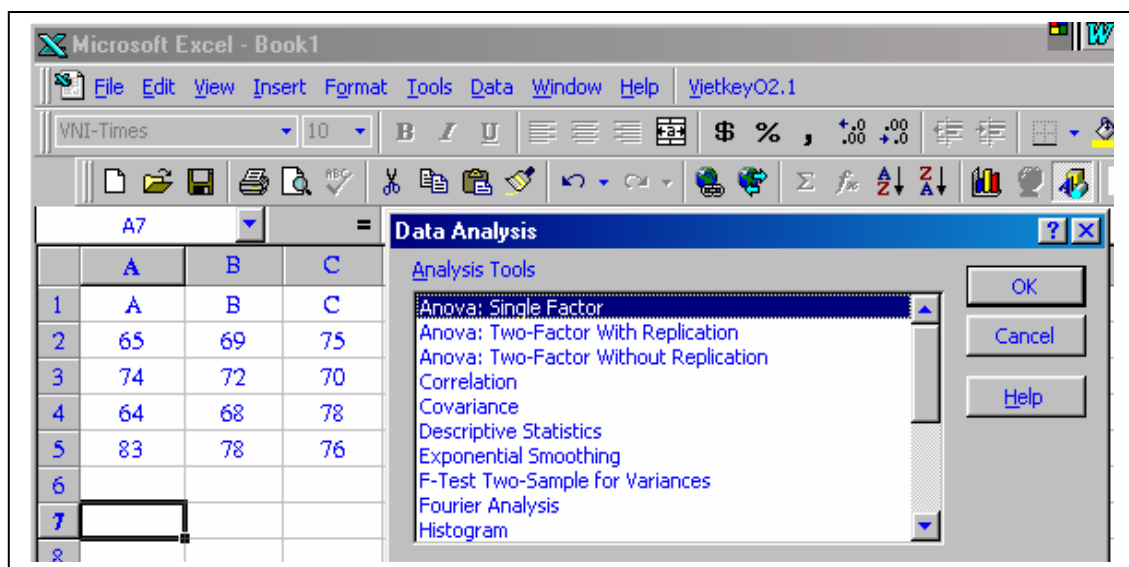 Microsoft Excel - Book1
File Edit View Insert Format Tools Data Window Help VietkeyO2.1
VNI-Times 10 B I U $ % , .00 .00
A7 =
Data Analysis
A B C
Analysis Tools
OK
Cancel
Help
1 A B C
2 65 69 75
3 74 72 70
4 64 68 78
5 83 78 76
6
7
8
Anova: Single Factor
Anova: Two-Factor With Replication
Anova: Two-Factor Without Replication
Correlation
Covariance
Descriptive Statistics
Exponential Smoothing
F-Test Two-Sample for Variances
Fourier Analysis
Histogram